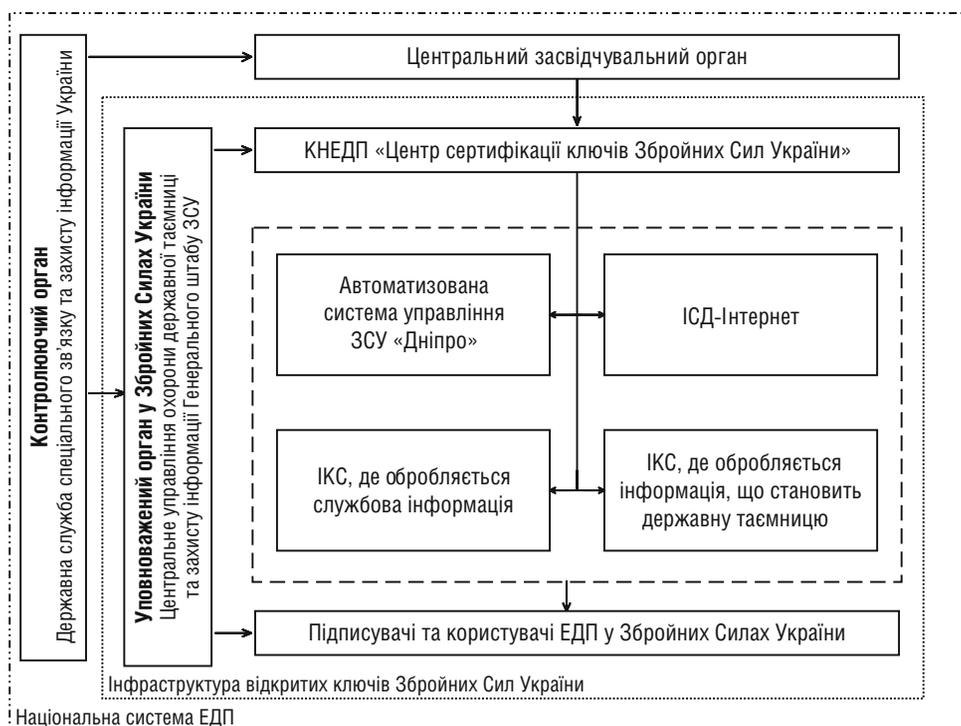 Контролюючий орган
Державна служба спеціального зв'язку та захисту інформації України
Центральний засвідчувальний орган
Уповноважений орган у Збройних Силах України
Центральне управління охорони державної таємниці
та захисту інформації Генерального штабу ЗСУ
КНЕДП «Центр сертифікації ключів Збройних Сил України»
Автоматизована
система управління
ЗСУ «Дніпро»
ІСД-Інтернет
ІКС, де обробляється
службова інформація
ІКС, де обробляється
інформація, що становить
державну таємницю
Підписувачі та користувачі ЕДП у Збройних Силах України
Інфраструктура відкритих ключів Збройних Сил України
Національна система ЕДП